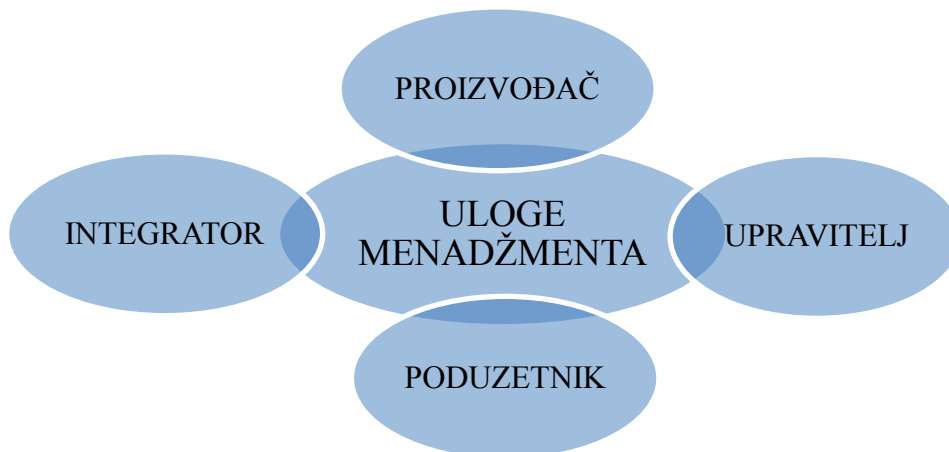 PROIZVOĐAČ
INTEGRATOR
ULOGE
MENADŽMENTA
UPRAVITELJ
PODUZETNIK